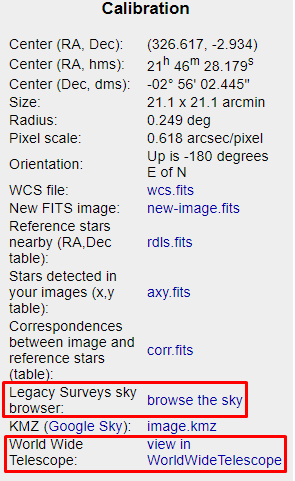 Calibration
Center (RA, Dec): (326.617, -2.934)
Center (RA, hms): 21h 46m 28.179s
Center (Dec, dms): -02° 56' 02.445"
Size: 21.1 x 21.1 arcmin
Radius: 0.249 deg
Pixel scale: 0.618 arcsec/pixel
Orientation: Up is -180 degrees
E of N
WCS file: wcs.fits
New FITS image: new-image.fits
Reference stars
nearby (RA,Dec
table): rdls.fits
Stars detected in
your images (x,y
table): axy.fits
Correspondences
between image and
reference stars
(table): corr.fits
Legacy Surveys sky
browser: browse the sky
KMZ (Google Sky): image.kmz
World Wide view in
Telescope: WorldWideTelescope